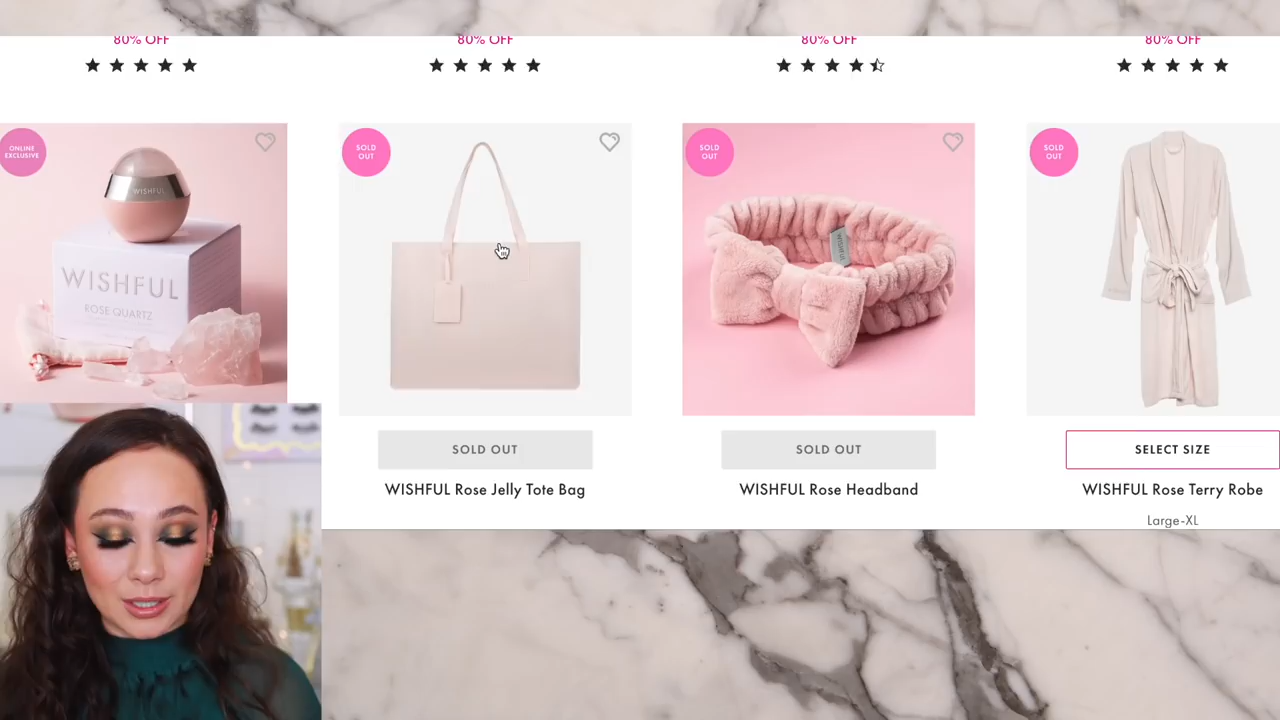 80% OFF
80% OFF
80% OFF
80% OFF
ONLINE
EXCLUSIVE
SOLD
OUT
SOLD
OUT
SOLD
OUT
WISHFUL
WISHFUL
ROSE QUARTZ
WISHFUL
SOLD OUT
SOLD OUT
SELECT SIZE
WISHFUL Rose Jelly Tote Bag
WISHFUL Rose Headband
WISHFUL Rose Terry Robe
Large-XL